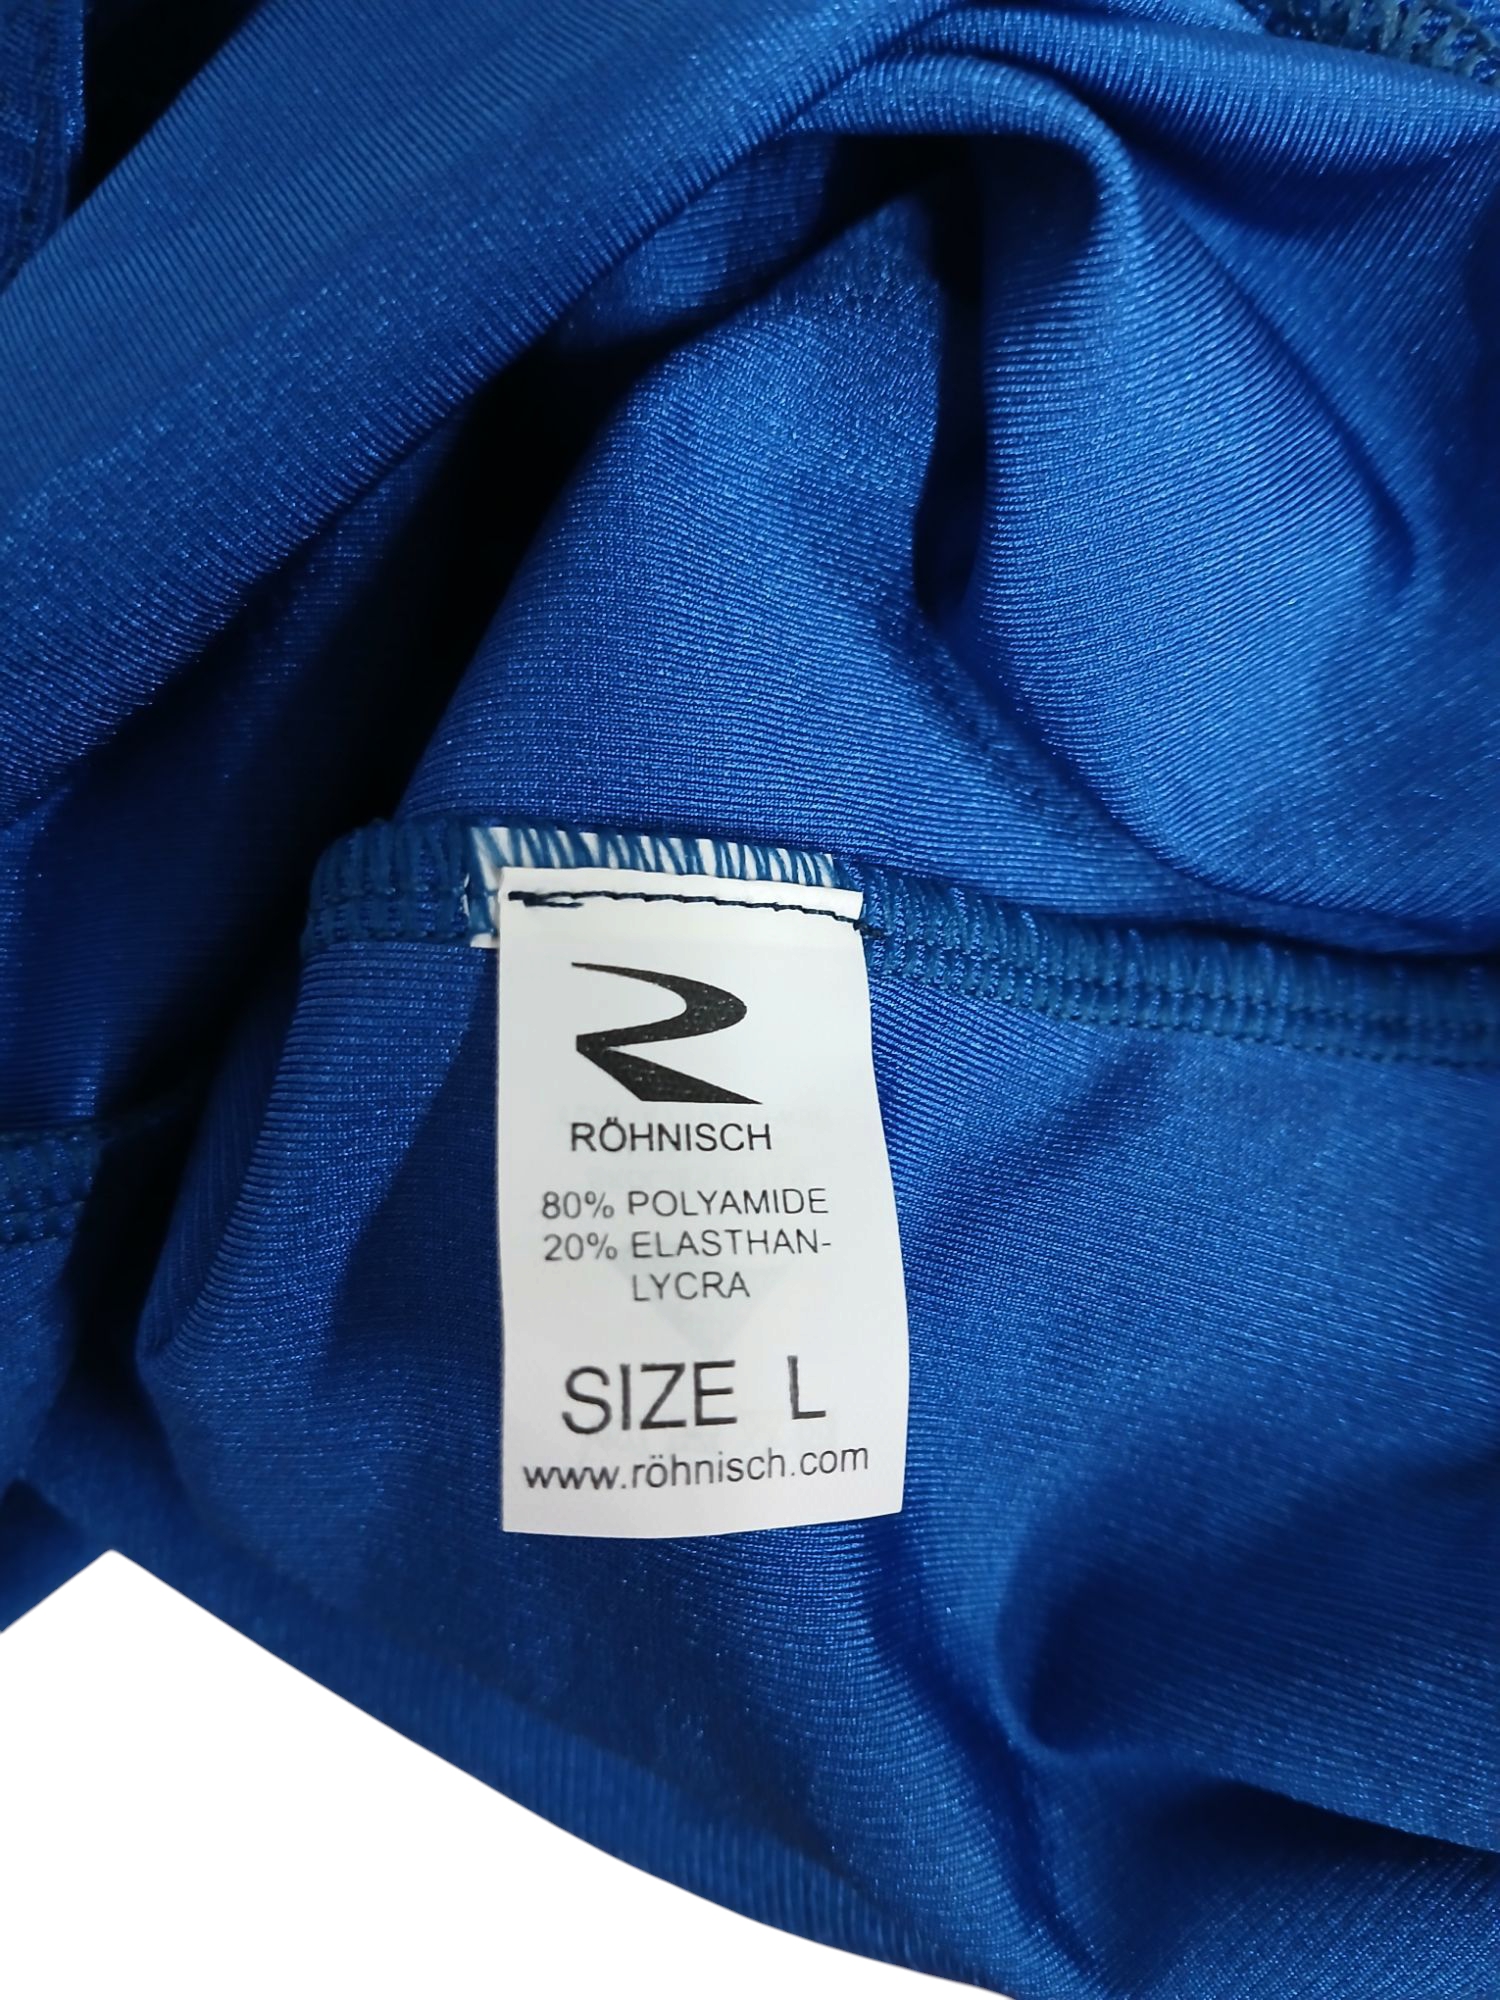 RÖHNISCH
80% POLYAMIDE
20% ELASTHAN-
LYCRA
SIZE L
www.röhnisch.com